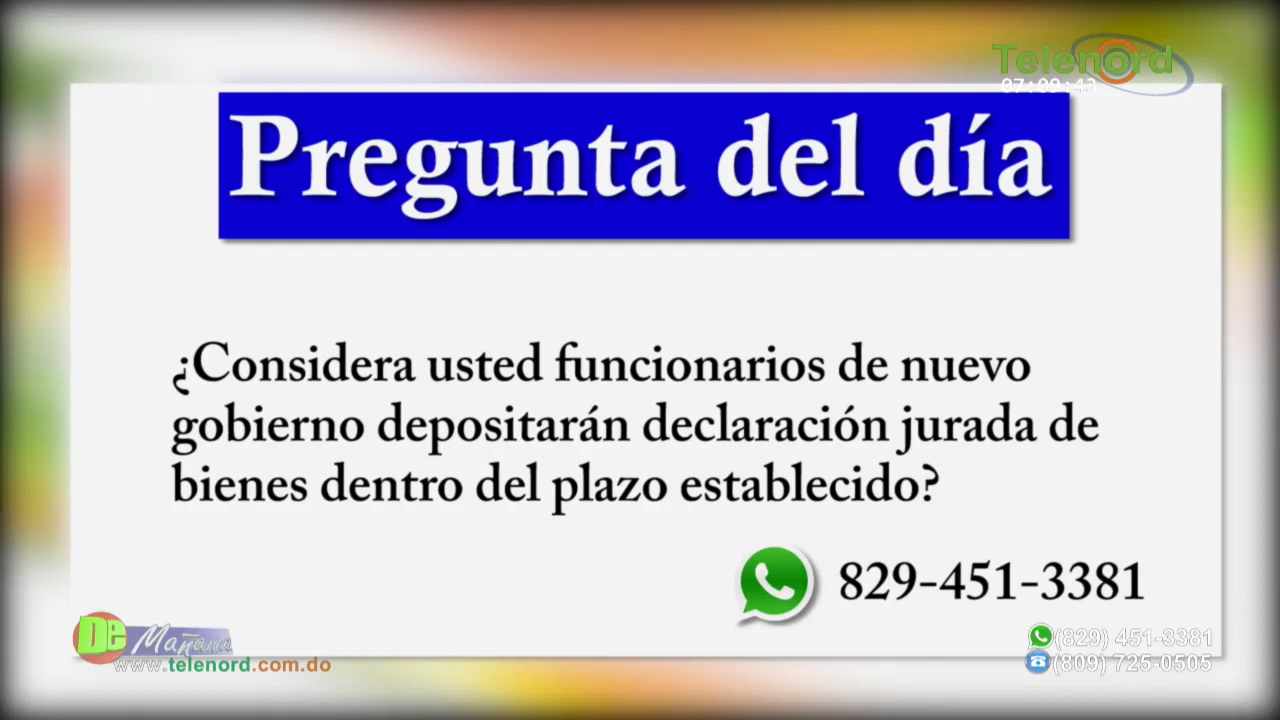 Telenord
07:09:43
Pregunta del día
¿Considera usted funcionarios de nuevo
gobierno depositarán declaración jurada de
bienes dentro del plazo establecido?
829-451-3381
De Mañana
www.telenord.com.do
(829) 451-3381
(809) 725-0505